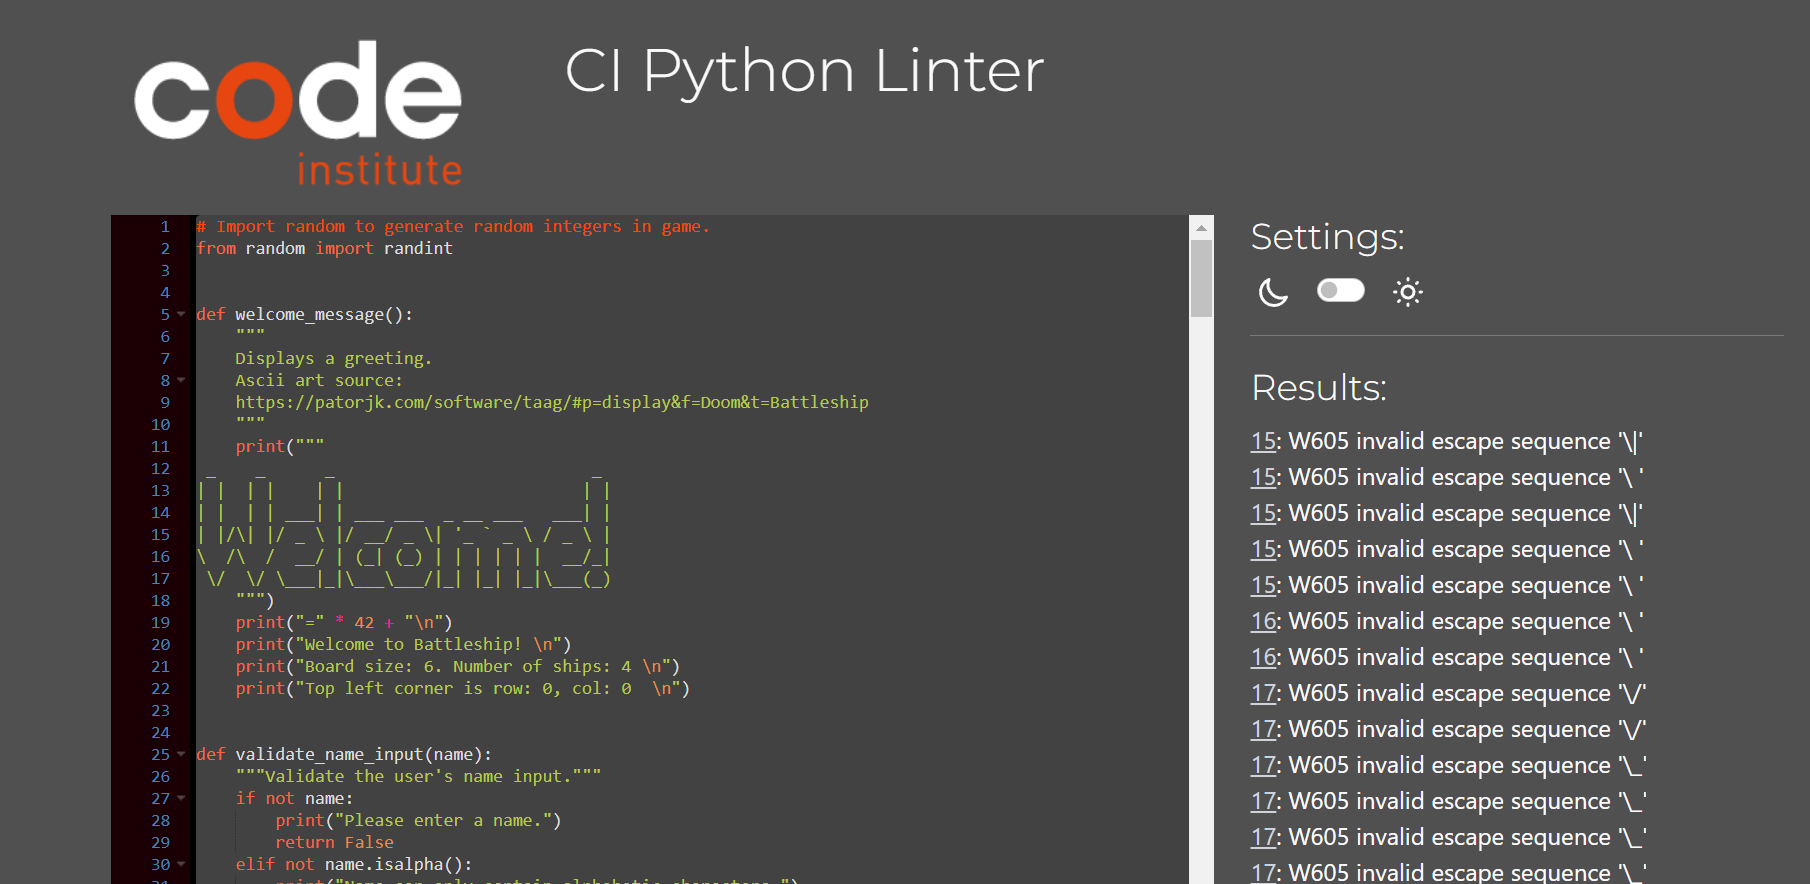 code
institute
CI Python Linter
1 # Import random to generate random integers in game.
2 from random import randint
3
4
5 def welcome_message():
6     """
7     Displays a greeting.
8     Ascii art source:
9     https://patorjk.com/software/taag/#p=display&f=Doom&t=Battleship
10     """
11     print("""
12  _    _      _                          _
13 | |  | |    | |                        | |
14 | |  | | ___| | ___ ___  _ __ ___   ___| |
15 | |/\| |/ _ \ |/ __/ _ \| '_ ` _ \ / _ \ |
16 \  /\  /  __/ | (_| (_) | | | | | |  __/_|
17  \/  \/ \___|_|\___\___/|_| |_| |_|\___(_)
18     """)
19     print("=" * 42 + "\n")
20     print("Welcome to Battleship! \n")
21     print("Board size: 6. Number of ships: 4 \n")
22     print("Top left corner is row: 0, col: 0  \n")
23
24
25 def validate_name_input(name):
26     """Validate the user's name input."""
27     if not name:
28         print("Please enter a name.")
29         return False
30     elif not name.isalpha():
31         print("Name can only contain alphabetic characters.")
Settings:
Results:
15: W605 invalid escape sequence '\|'
15: W605 invalid escape sequence '\ '
15: W605 invalid escape sequence '\|'
15: W605 invalid escape sequence '\ '
15: W605 invalid escape sequence '\ '
16: W605 invalid escape sequence '\ '
16: W605 invalid escape sequence '\ '
17: W605 invalid escape sequence '\/'
17: W605 invalid escape sequence '\/'
17: W605 invalid escape sequence '\_'
17: W605 invalid escape sequence '\_'
17: W605 invalid escape sequence '\_'
17: W605 invalid escape sequence '\_'